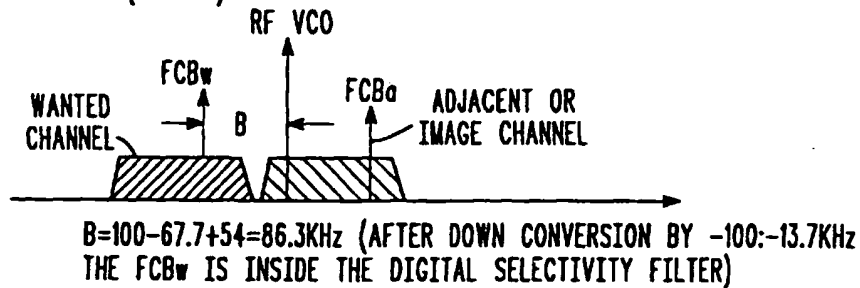 RF VCO
FCBw
FCBa
WANTED
CHANNEL
B
ADJACENT OR
IMAGE CHANNEL
B=100-67.7+54=86.3KHz (AFTER DOWN CONVERSION BY -100:-13.7KHz
THE FCBw IS INSIDE THE DIGITAL SELECTIVITY FILTER)